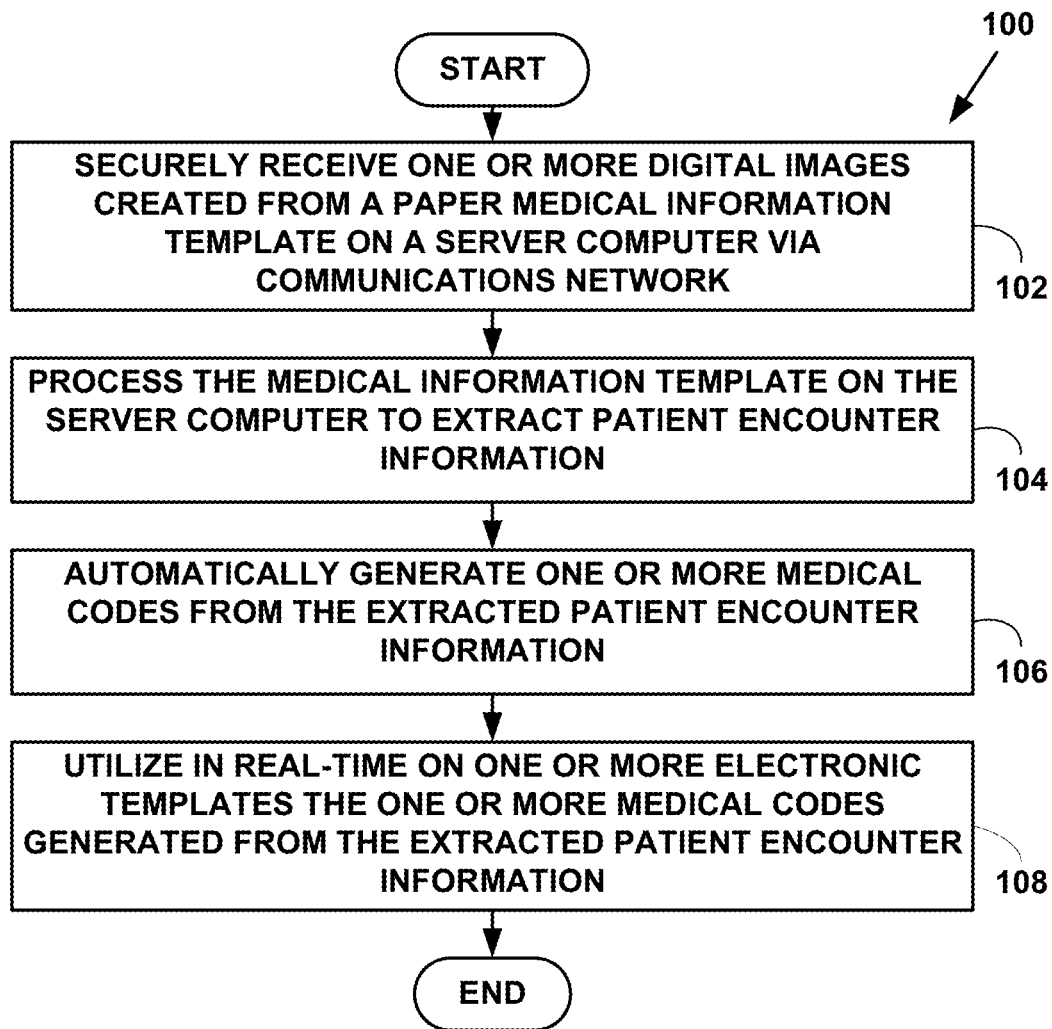 100
START
SECURELY RECEIVE ONE OR MORE DIGITAL IMAGES
CREATED FROM A PAPER MEDICAL INFORMATION
TEMPLATE ON A SERVER COMPUTER VIA
COMMUNICATIONS NETWORK
102
PROCESS THE MEDICAL INFORMATION TEMPLATE ON THE
SERVER COMPUTER TO EXTRACT PATIENT ENCOUNTER
INFORMATION
104
AUTOMATICALLY GENERATE ONE OR MORE MEDICAL
CODES FROM THE EXTRACTED PATIENT ENCOUNTER
INFORMATION
106
UTILIZE IN REAL-TIME ON ONE OR MORE ELECTRONIC
TEMPLATES THE ONE OR MORE MEDICAL CODES
GENERATED FROM THE EXTRACTED PATIENT ENCOUNTER
INFORMATION
108
END